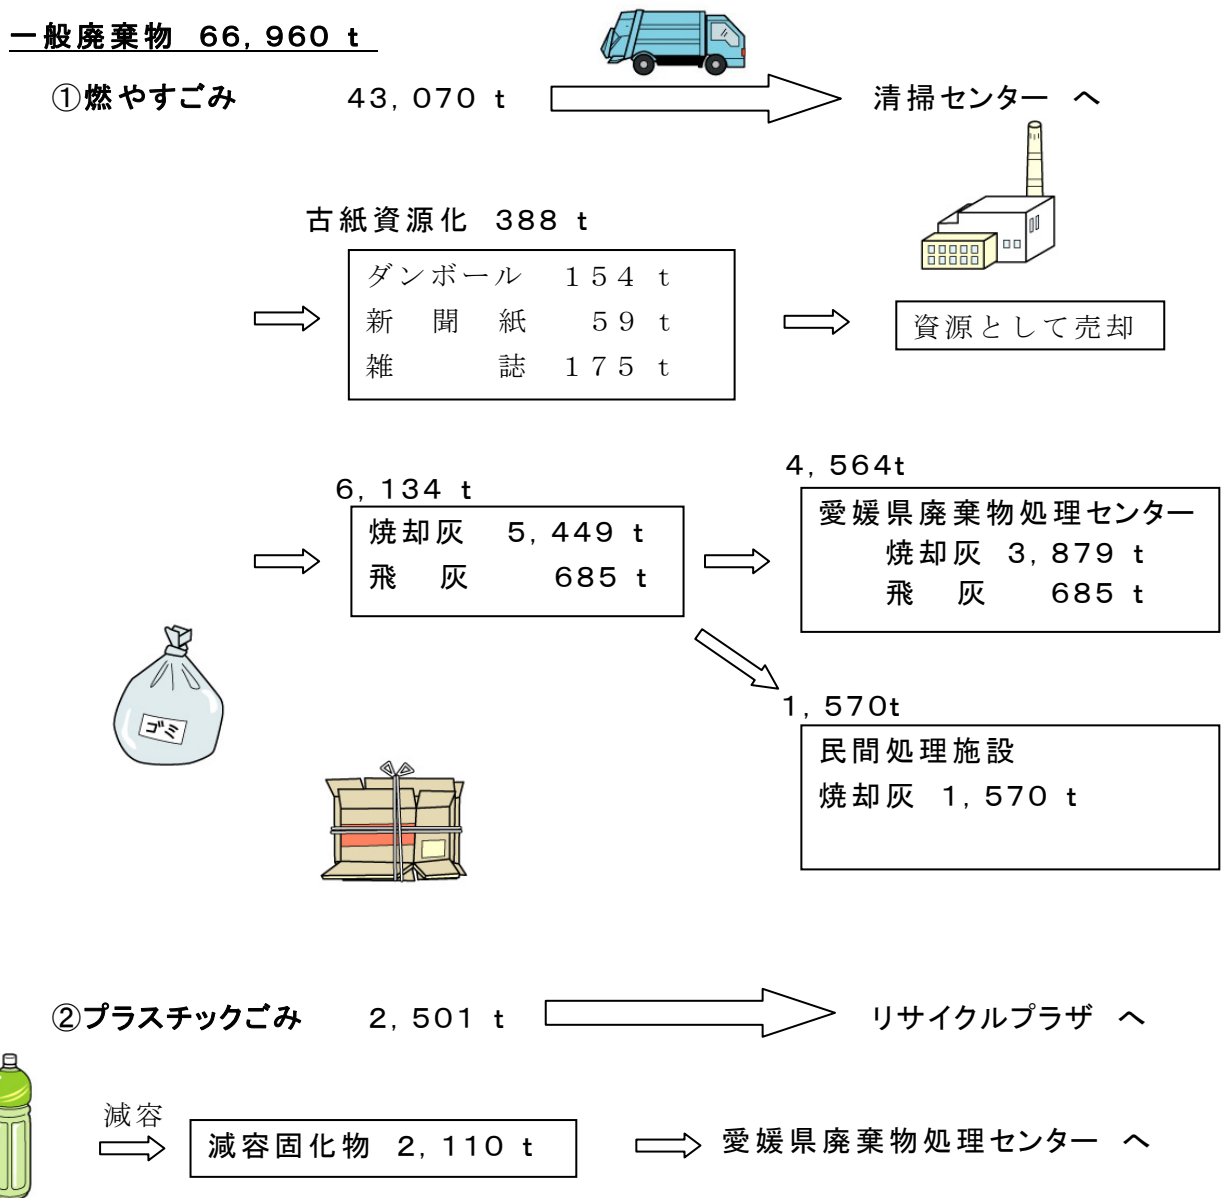 一般廃棄物 66,960 t
①燃やすごみ 43,070 t 清掃センター へ
古紙資源化 388 t
ダンボール 154 t
新聞紙 59 t
雑誌 175 t
資源として売却
6,134 t
焼却灰 5,449 t
飛灰 685 t
4,564t
愛媛県廃棄物処理センター
焼却灰 3,879 t
飛灰 685 t
ゴミ
1,570t
民間処理施設
焼却灰 1,570 t
②プラスチックごみ 2,501 t リサイクルプラザ へ
減容
減容固化物 2,110 t 愛媛県廃棄物処理センター へ